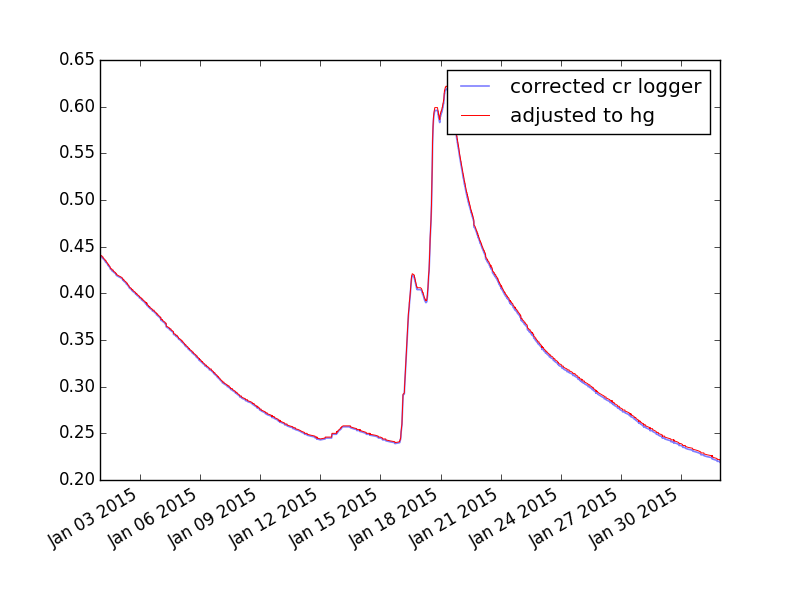 0.65
0.60
0.55
0.50
0.45
0.40
0.35
0.30
0.25
0.20
corrected cr logger
adjusted to hg
Jan 03 2015
Jan 06 2015
Jan 09 2015
Jan 12 2015
Jan 15 2015
Jan 18 2015
Jan 21 2015
Jan 24 2015
Jan 27 2015
Jan 30 2015